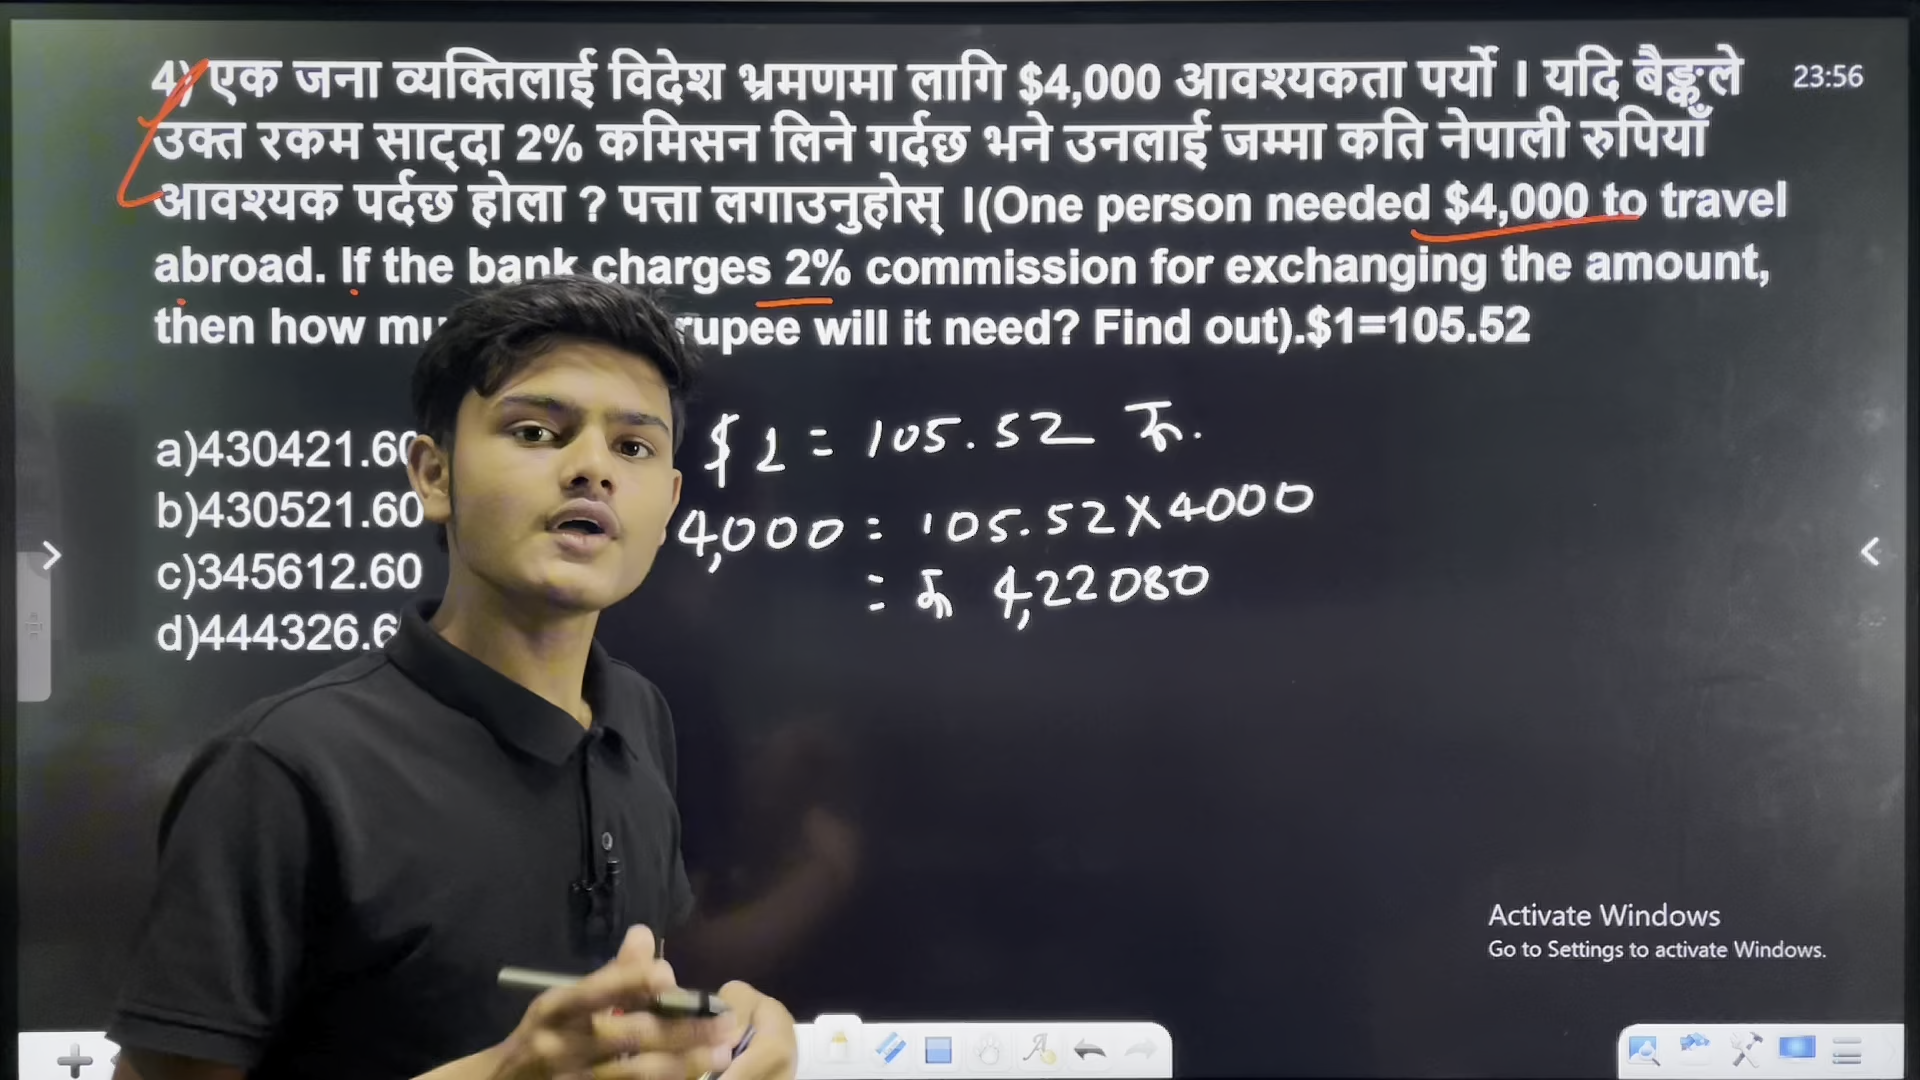 4) एक जना व्यक्तिलाई विदेश भ्रमणमा लागि $4,000 आवश्यकता पर्यो । यदि बैङ्कले
23:56
उक्त रकम साट्दा 2% कमिसन लिने गर्दछ भने उनलाई जम्मा कति नेपाली रुपियाँ
आवश्यक पर्दछ होला ? पत्ता लगाउनुहोस् ।(One person needed $4,000 to travel
abroad. If the bank charges 2% commission for exchanging the amount,
then how rupee will it need? Find out).$1=105.52
a)430421.60
b)430521.60
c)345612.60
d)444326.6
$1 = 105.52 रु.
4,000 = 105.52×4000
= रु 4,22080
Activate Windows
Go to Settings to activate Windows.